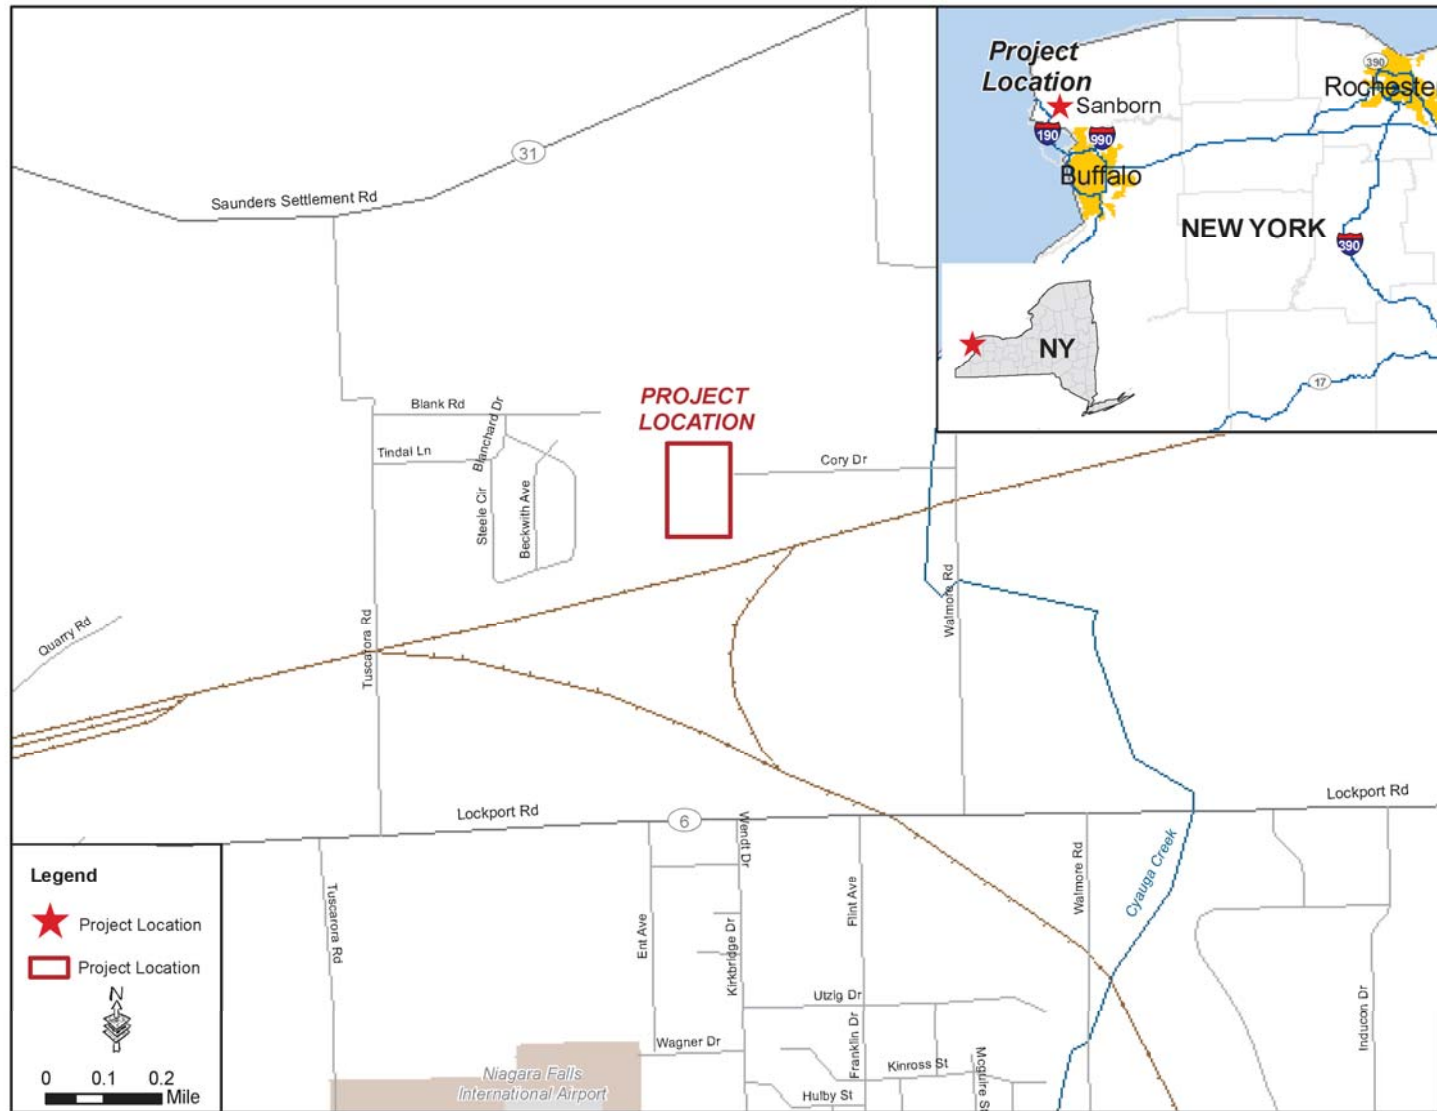 31
Saunders Settlement Rd
Project
Location
Sanborn
190
990
Buffalo
390
Rochester
NEW YORK
390
NY
17
PROJECT
LOCATION
Blank Rd
Blanchard Dr
Tindal Ln
Steele Cir
Beckwith Ave
Cory Dr
Quarry Rd
Tuscarora Rd
Walmore Rd
Lockport Rd
6
Lockport Rd
Tuscarora Rd
Ent Ave
Wendt Dr
Kirkbridge Dr
Flint Ave
Walmore Rd
Cyauga Creek
Utzig Dr
Franklin Dr
Wagner Dr
Kinross St
Mcguire St
Hulby St
Inducon Dr
Niagara Falls
International Airport
Legend
Project Location
Project Location
N
0 0.1 0.2
Mile